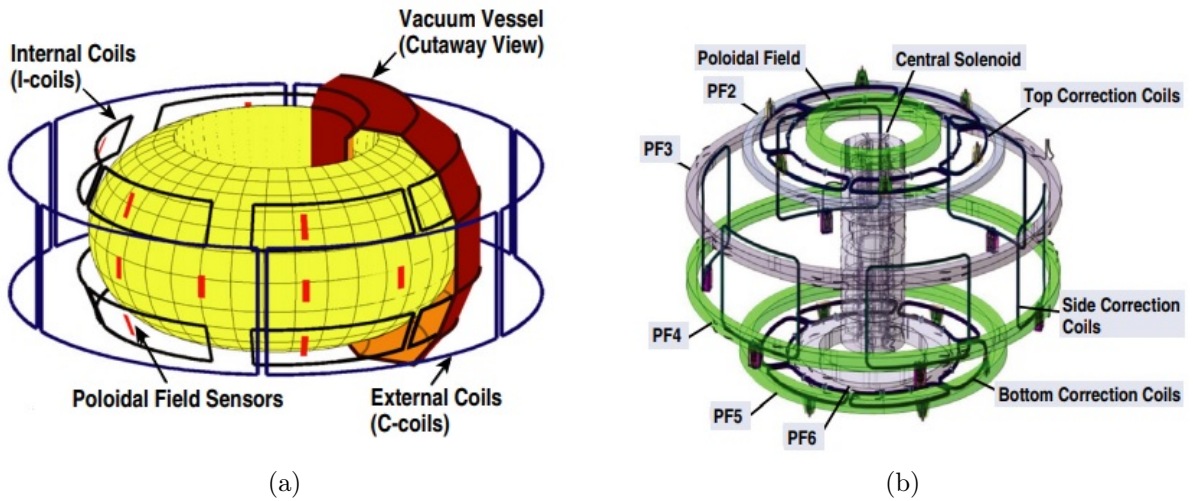 Vacuum Vessel
(Cutaway View)
Internal Coils
(I-coils)
Poloidal Field Sensors
External Coils
(C-coils)
(a)
Poloidal Field
Central Solenoid
PF2
Top Correction Coils
PF3
Side Correction
Coils
PF4
Bottom Correction Coils
PF5
PF6
(b)